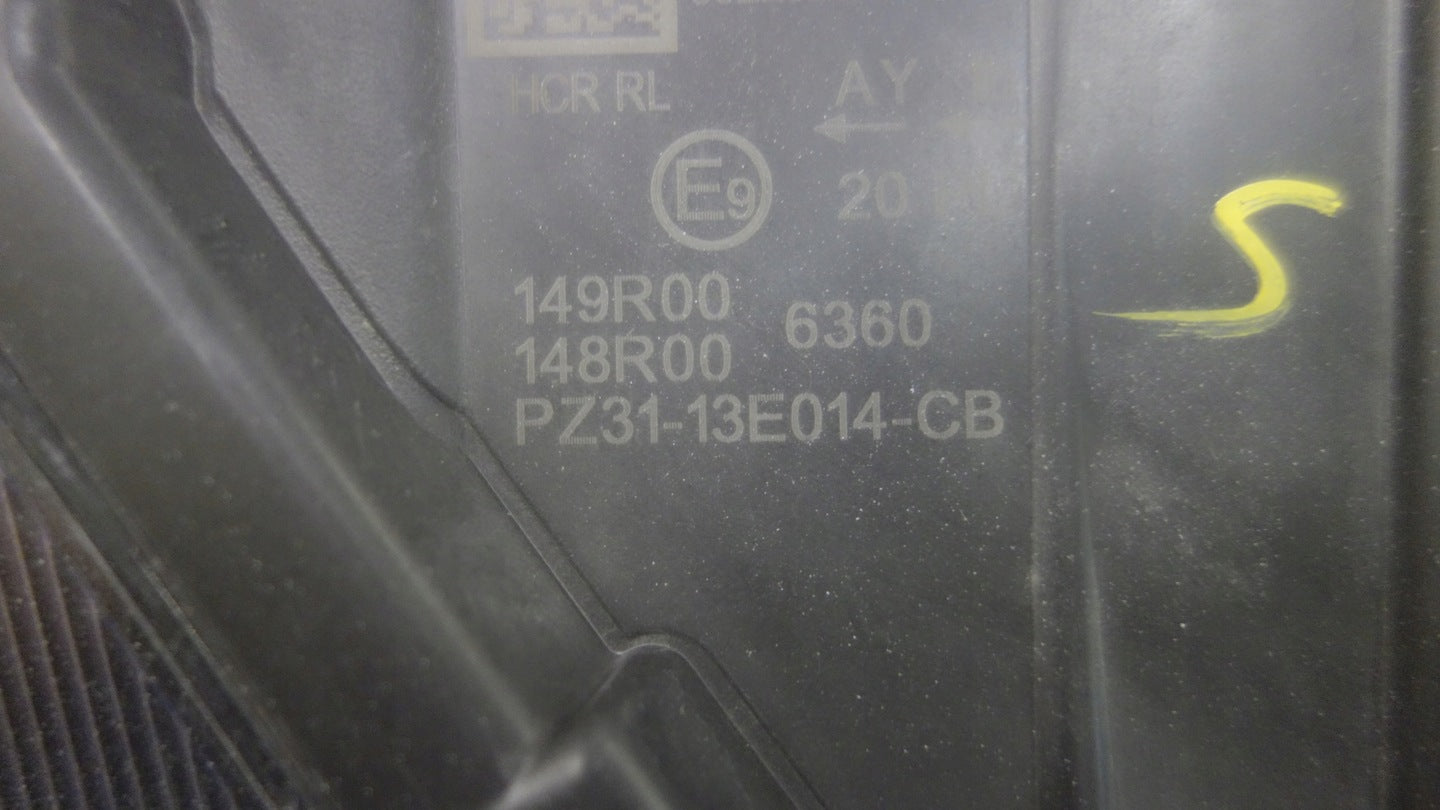 HCR RL
AY
E9
20
149R00
148R00
6360
PZ31-13E014-CB
S